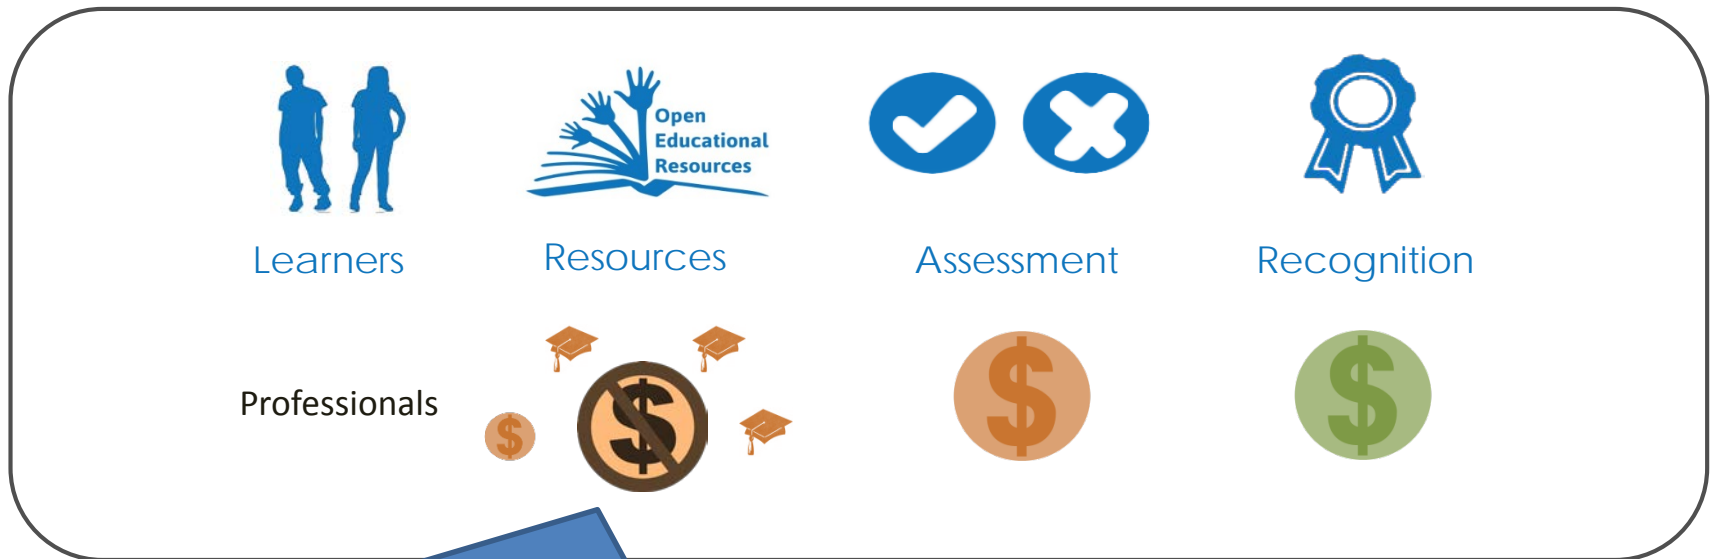 Open
Educational
Resources
Learners
Resources
Assessment
Recognition
Professionals
$
$
$
$